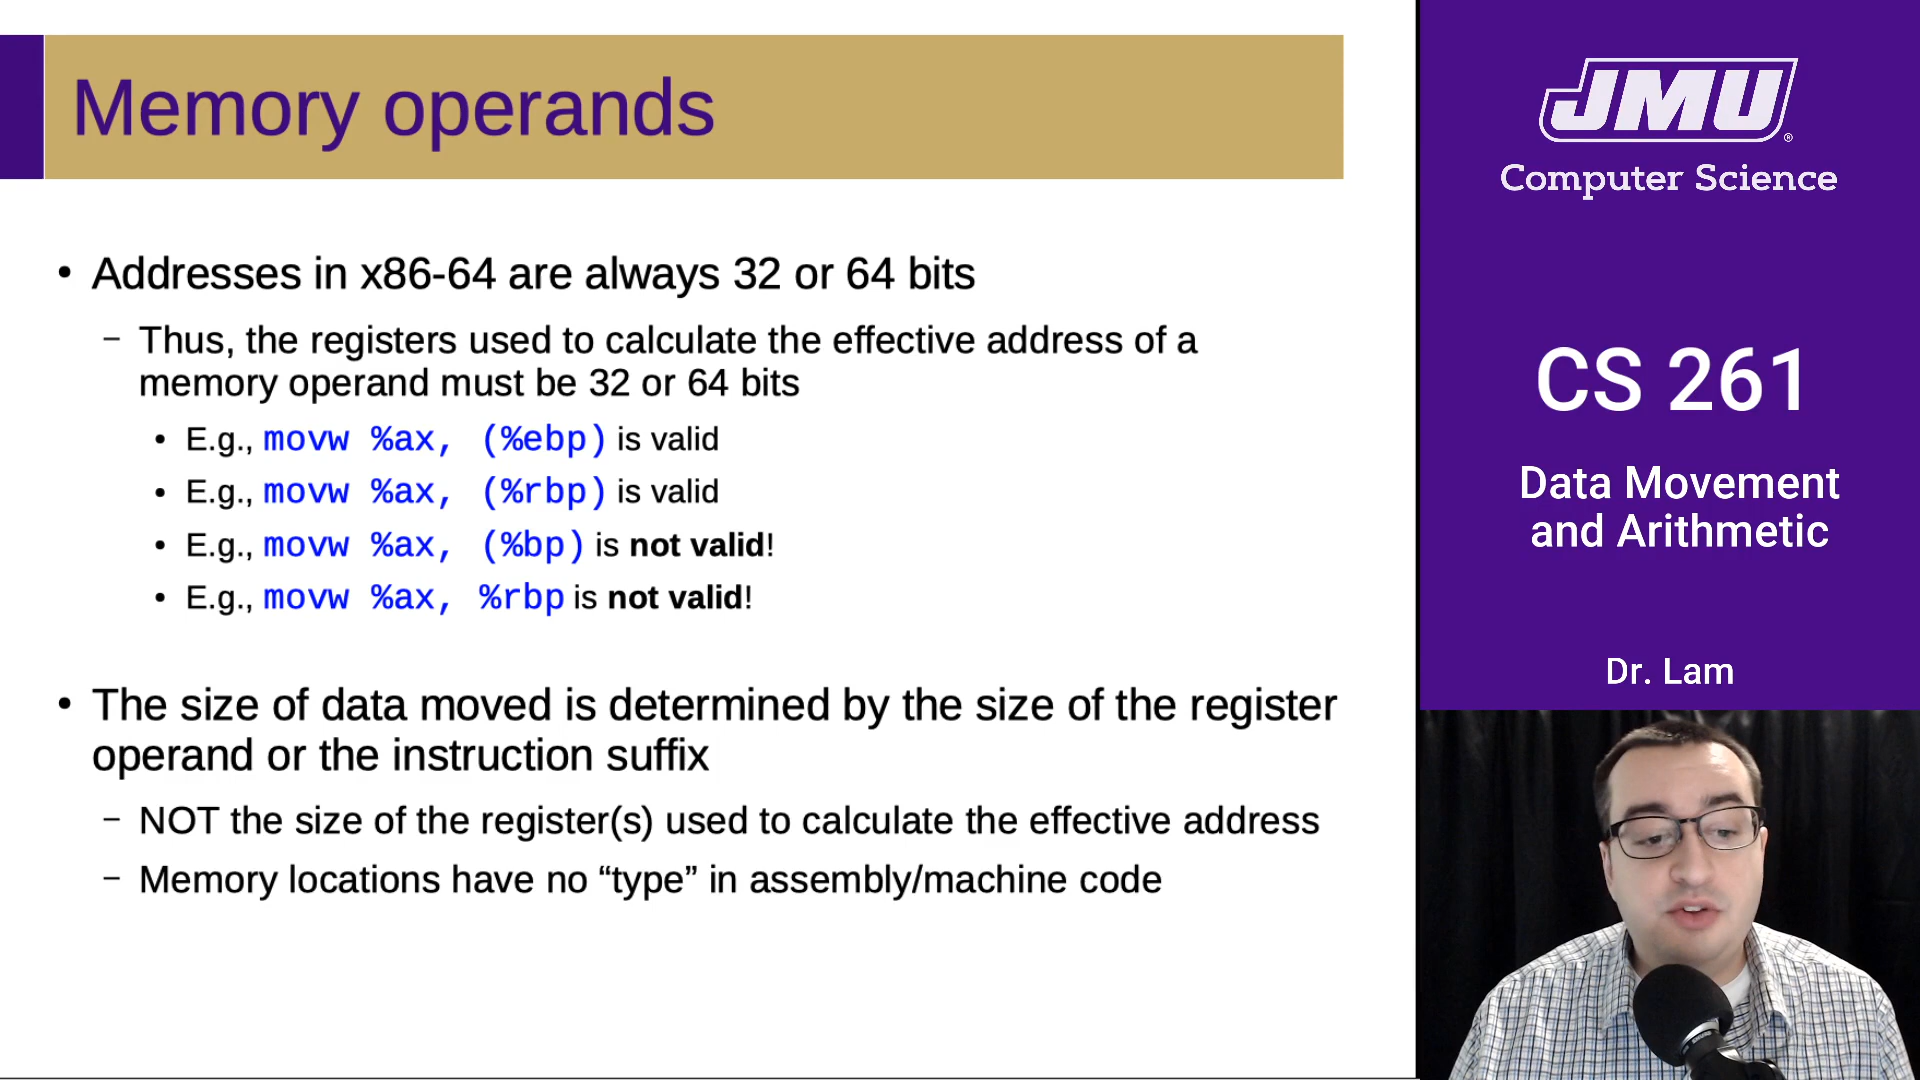 Memory operands
• Addresses in x86-64 are always 32 or 64 bits
– Thus, the registers used to calculate the effective address of a
memory operand must be 32 or 64 bits
• E.g., movw %ax, (%ebp) is valid
• E.g., movw %ax, (%rbp) is valid
• E.g., movw %ax, (%bp) is not valid!
• E.g., movw %ax, %rbp is not valid!
• The size of data moved is determined by the size of the register
operand or the instruction suffix
– NOT the size of the register(s) used to calculate the effective address
– Memory locations have no “type” in assembly/machine code
JMU®
Computer Science
CS 261
Data Movement
and Arithmetic
Dr. Lam